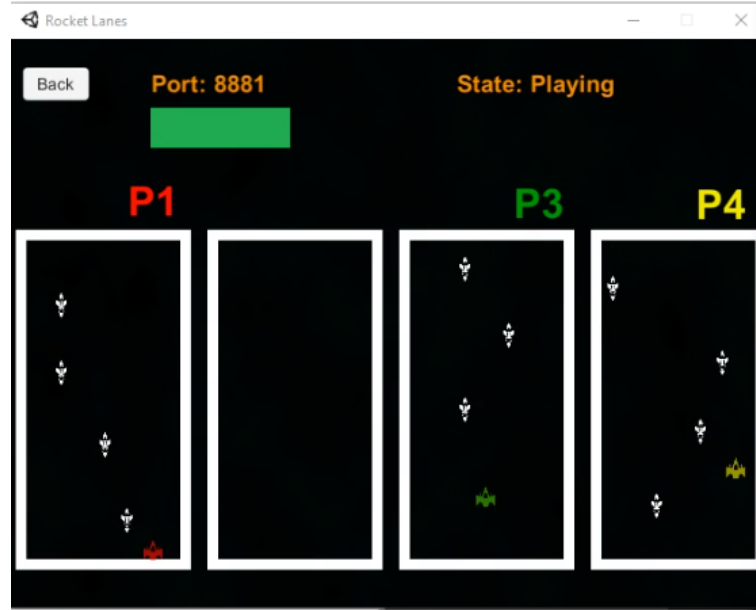 Rocket Lanes
Back
Port: 8881
State: Playing
P1
P3
P4